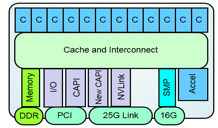 C C C C C C C C C C C C
Cache and Interconnect
Memory
I/O
CAPI
New CAPI
NVLink
SMP
Accel
DDR
PCI
25G Link
16G